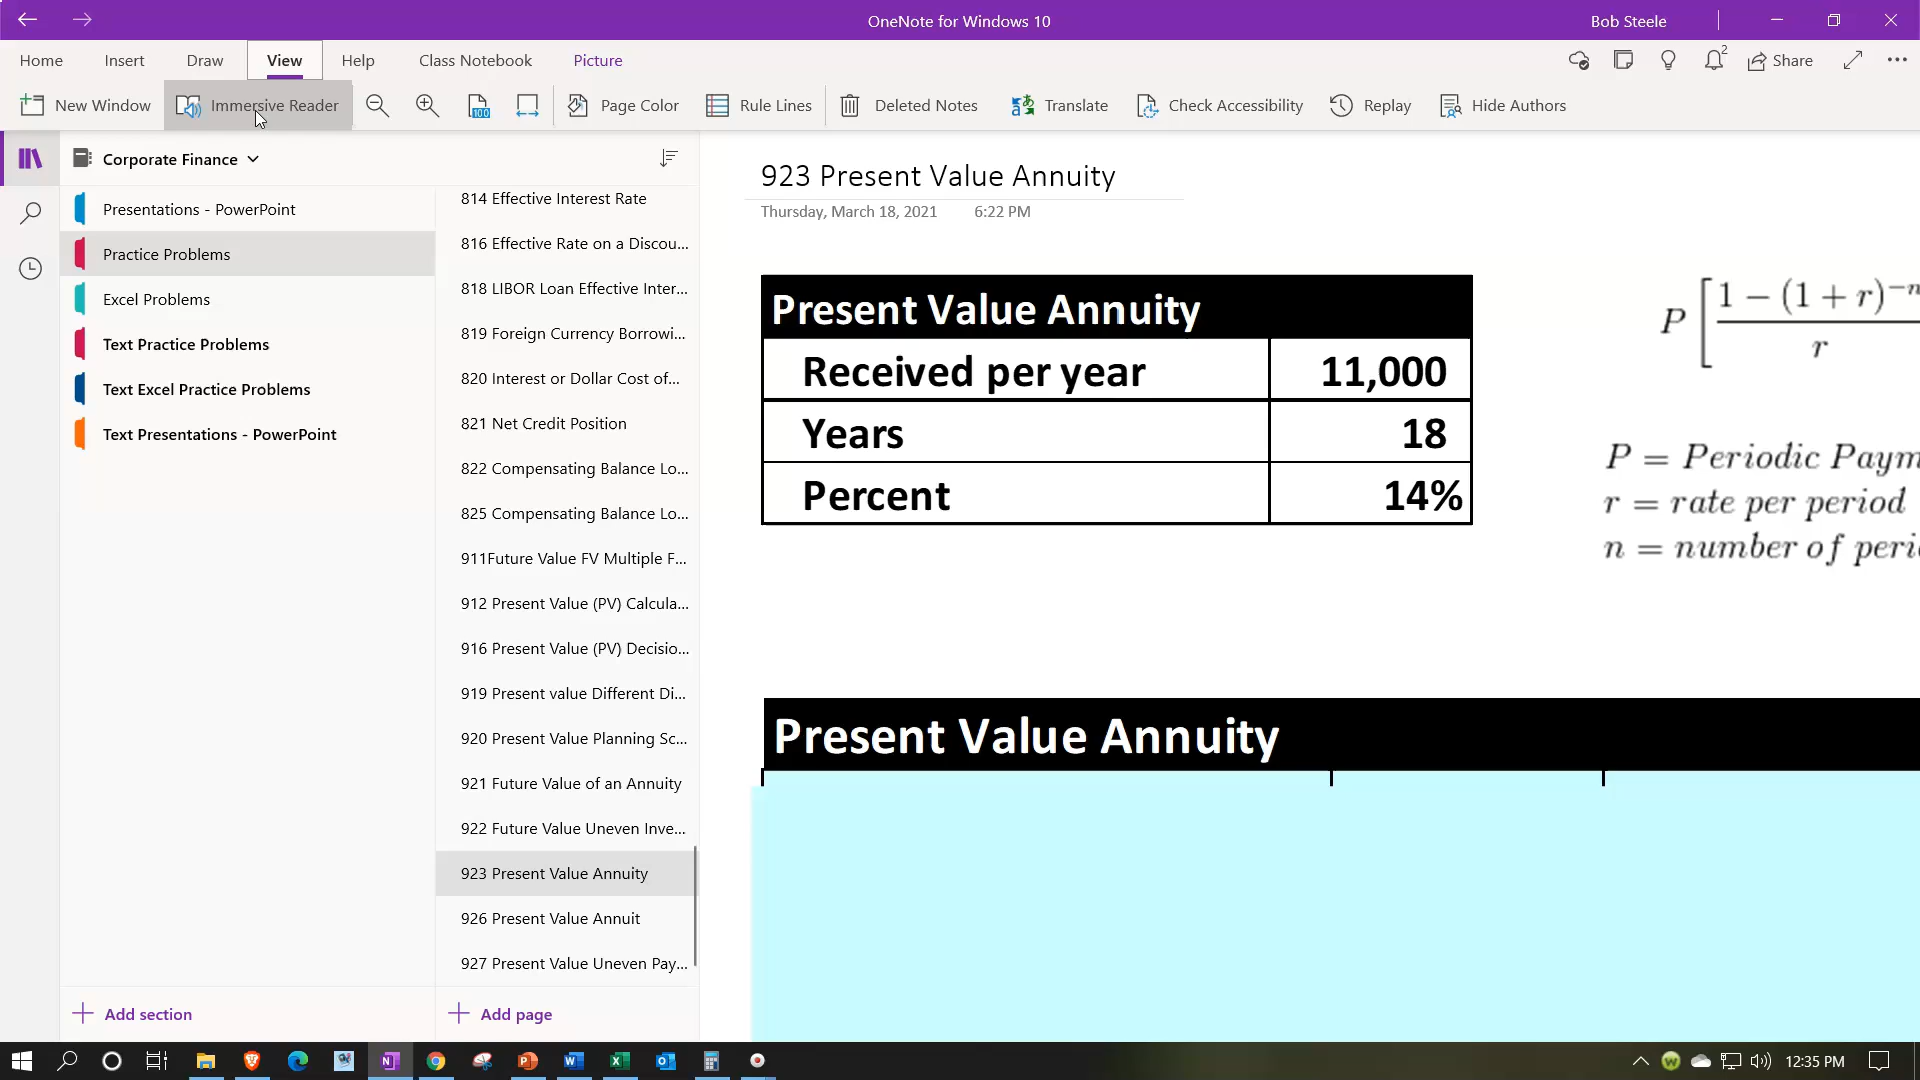 OneNote for Windows 10
Bob Steele
Home Insert Draw View Help Class Notebook Picture
2
Share
New Window Immersive Reader 100 Page Color Rule Lines Deleted Notes Translate Check Accessibility Replay Hide Authors
Corporate Finance
Presentations - PowerPoint
Practice Problems
Excel Problems
Text Practice Problems
Text Excel Practice Problems
Text Presentations - PowerPoint
Add section
814 Effective Interest Rate
816 Effective Rate on a Discou...
818 LIBOR Loan Effective Inter...
819 Foreign Currency Borrowi...
820 Interest or Dollar Cost of...
821 Net Credit Position
822 Compensating Balance Lo...
825 Compensating Balance Lo...
911Future Value FV Multiple F...
912 Present Value (PV) Calcula...
916 Present Value (PV) Decisio...
919 Present value Different Di...
920 Present Value Planning Sc...
921 Future Value of an Annuity
922 Future Value Uneven Inve...
923 Present Value Annuity
926 Present Value Annuit
927 Present Value Uneven Pay...
Add page
923 Present Value Annuity
Thursday, March 18, 2021 6:22 PM
Present Value Annuity
Received per year 11,000
Years 18
Percent 14%
P [ 1 − (1 + r)^−n
r
P = Periodic Paym
r = rate per period
n = number of peri
Present Value Annuity
12:35 PM